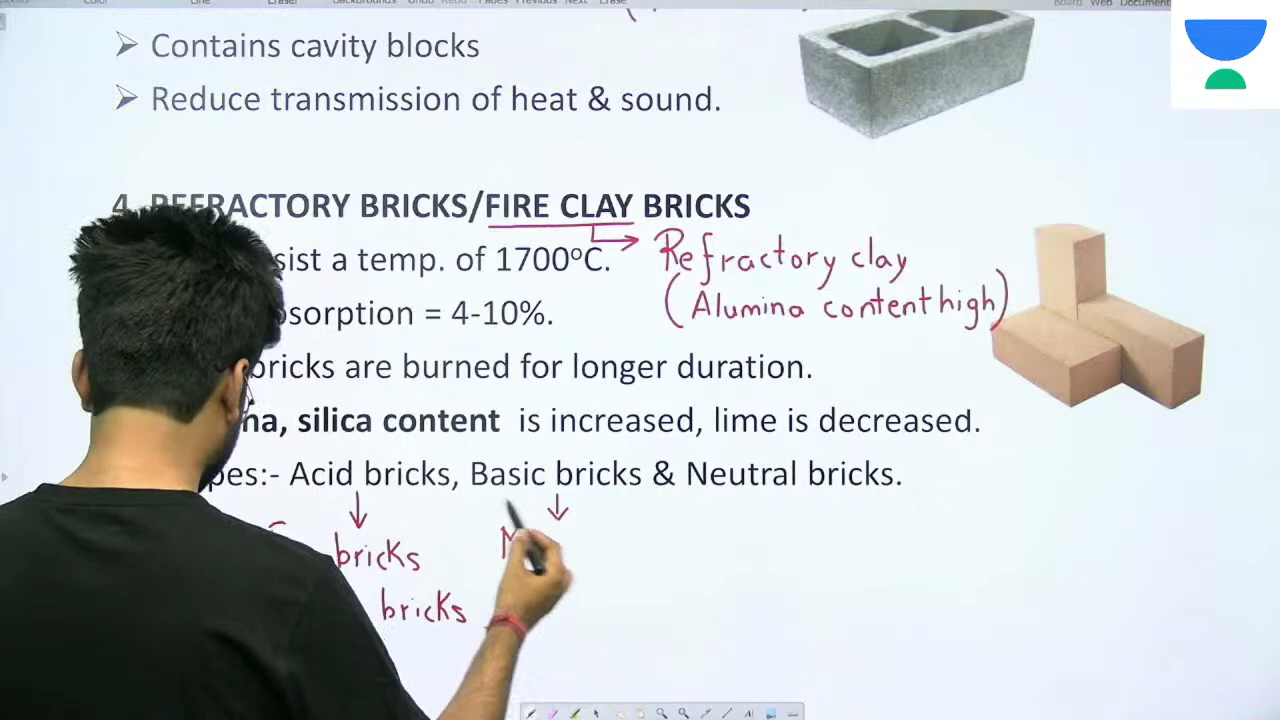 Contains cavity blocks
Reduce transmission of heat & sound.
4. REFRACTORY BRICKS/FIRE CLAY BRICKS
sist a temp. of 1700°C.
Refractory clay
sorption = 4-10%.
(Alumina content high)
bricks are burned for longer duration.
na, silica content is increased, lime is decreased.
pes:- Acid bricks, Basic bricks & Neutral bricks.
bricks
bricks